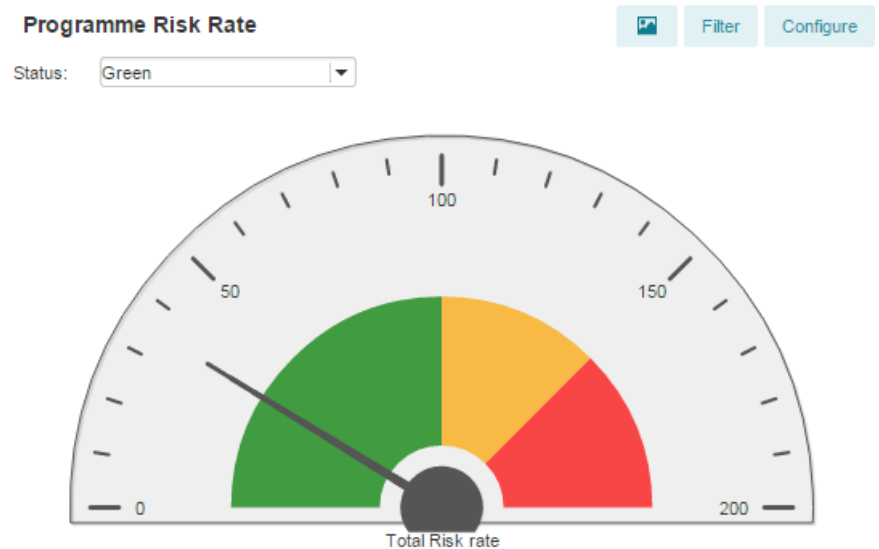 Programme Risk Rate
Filter
Configure
Status:
Green
100
50
150
0
200
Total Risk rate